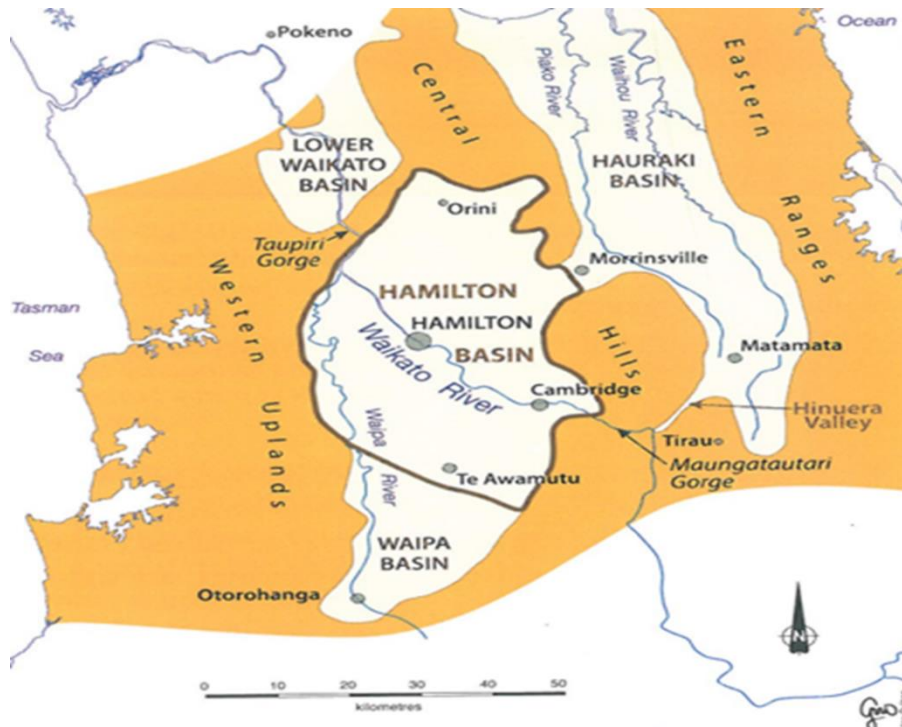 Pokeno
Ocean
Central
Piako River
Waihou River
Eastern
Ranges
LOWER
WAIKATO
BASIN
HAURAKI
BASIN
Orini
Taupiri
Gorge
Morrinsville
Western
Uplands
Tasman
Sea
HAMILTON
HAMILTON
BASIN
Waikato River
Hills
Matamata
Cambridge
Hinuera
Valley
Waipa
River
Tirau
Maungatautari
Gorge
Te Awamutu
WAIPA
BASIN
Otorohanga
N
0 10 20 30 40 50
kilometres